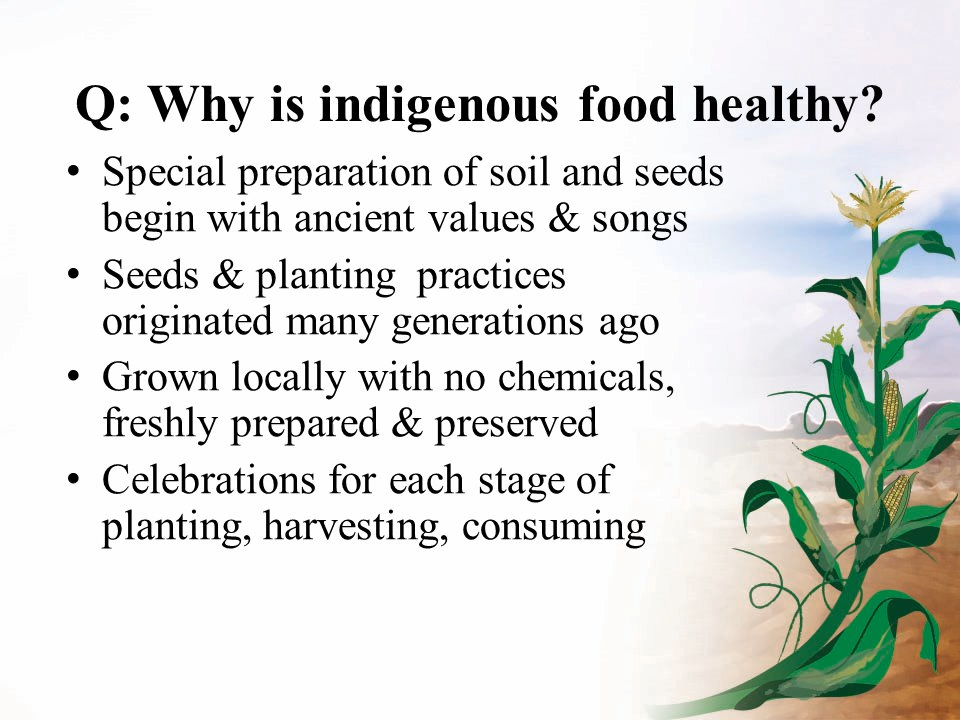 Q: Why is indigenous food healthy?
• Special preparation of soil and seeds
begin with ancient values & songs
• Seeds & planting  practices
originated many generations ago
• Grown locally with no chemicals,
freshly prepared & preserved
• Celebrations for each stage of
planting, harvesting, consuming